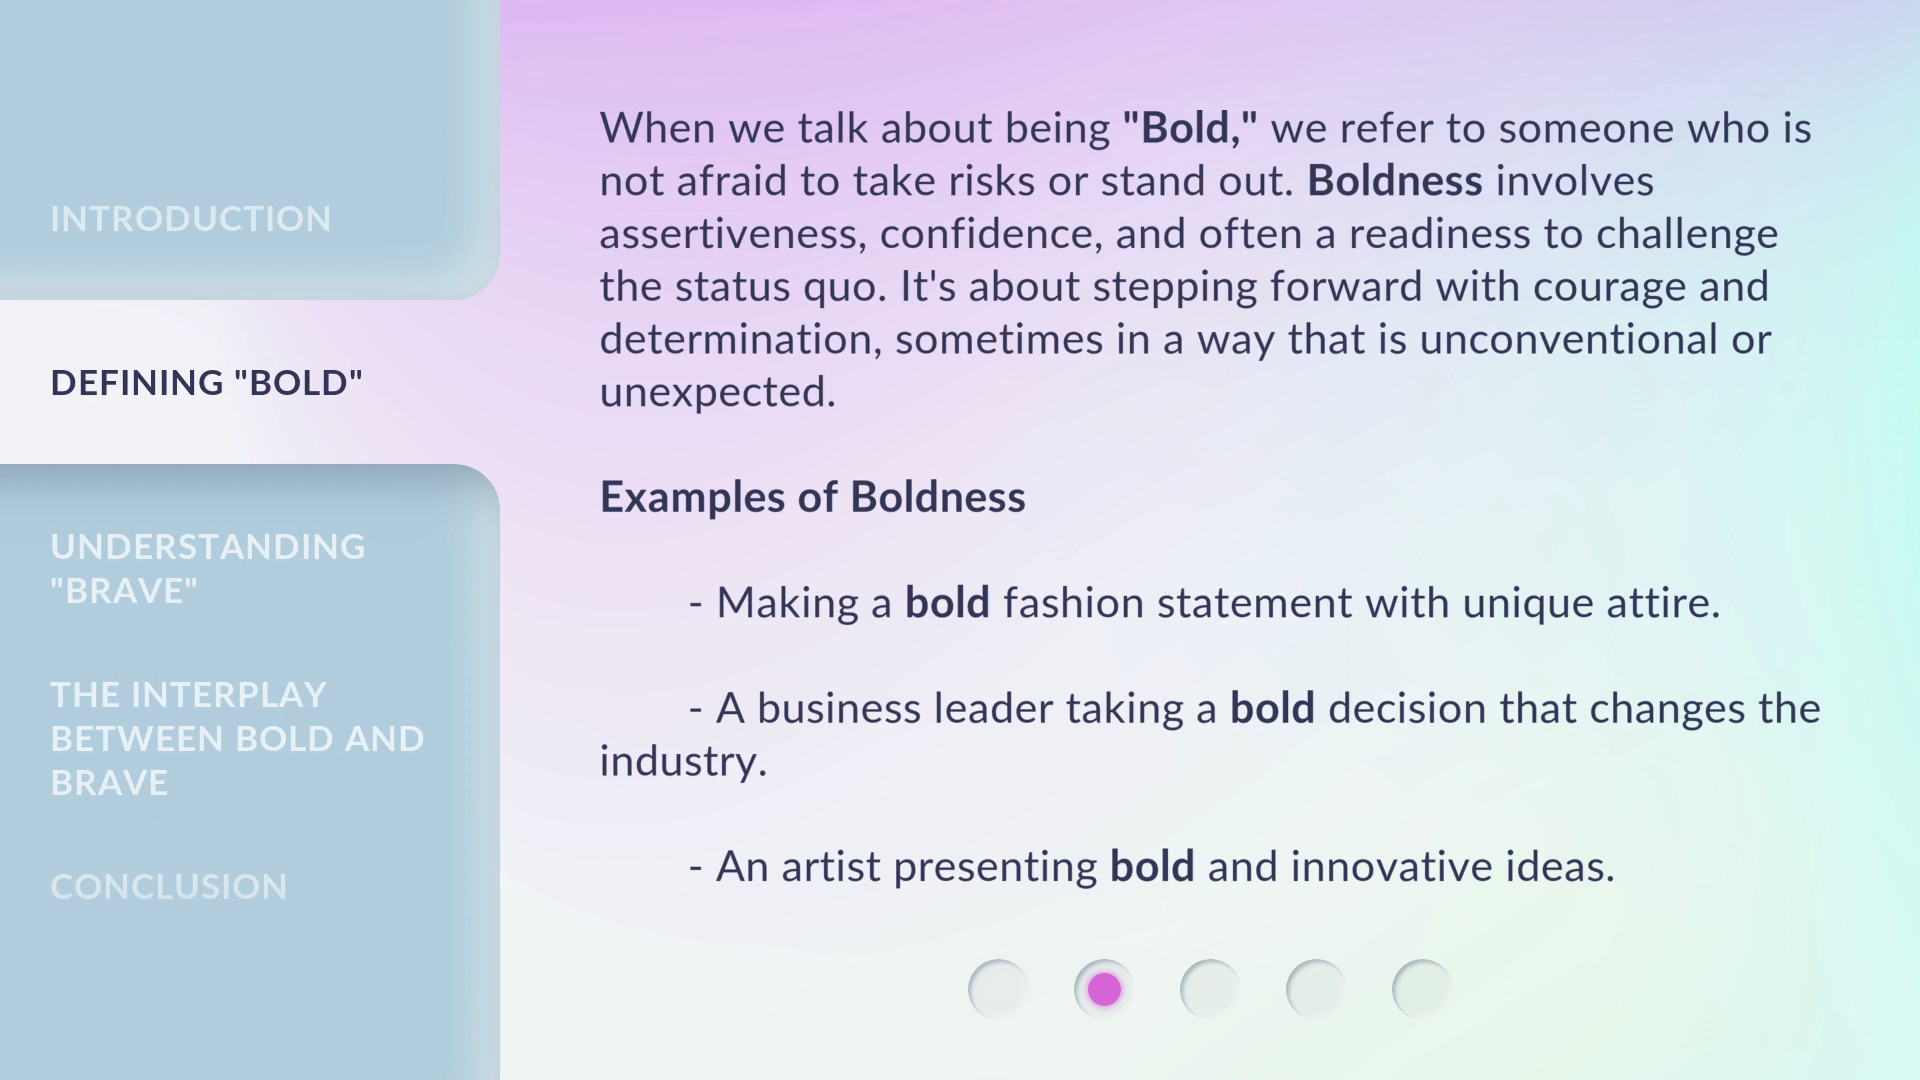 INTRODUCTION
DEFINING "BOLD"
UNDERSTANDING
"BRAVE"
THE INTERPLAY
BETWEEN BOLD AND
BRAVE
CONCLUSION
When we talk about being "Bold," we refer to someone who is
not afraid to take risks or stand out. Boldness involves
assertiveness, confidence, and often a readiness to challenge
the status quo. It's about stepping forward with courage and
determination, sometimes in a way that is unconventional or
unexpected.
Examples of Boldness
- Making a bold fashion statement with unique attire.
- A business leader taking a bold decision that changes the
industry.
- An artist presenting bold and innovative ideas.